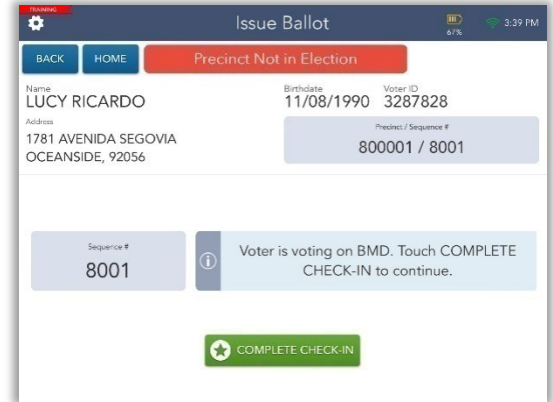 TRAINING
Issue Ballot
67%
3:39 PM
BACK
HOME
Precinct Not in Election
Name
LUCY RICARDO
Birthdate
11/08/1990
Voter ID
3287828
Address
1781 AVENIDA SEGOVIA
OCEANSIDE, 92056
Precinct / Sequence #
800001 / 8001
Sequence #
8001
Voter is voting on BMD. Touch COMPLETE
CHECK-IN to continue.
COMPLETE CHECK-IN